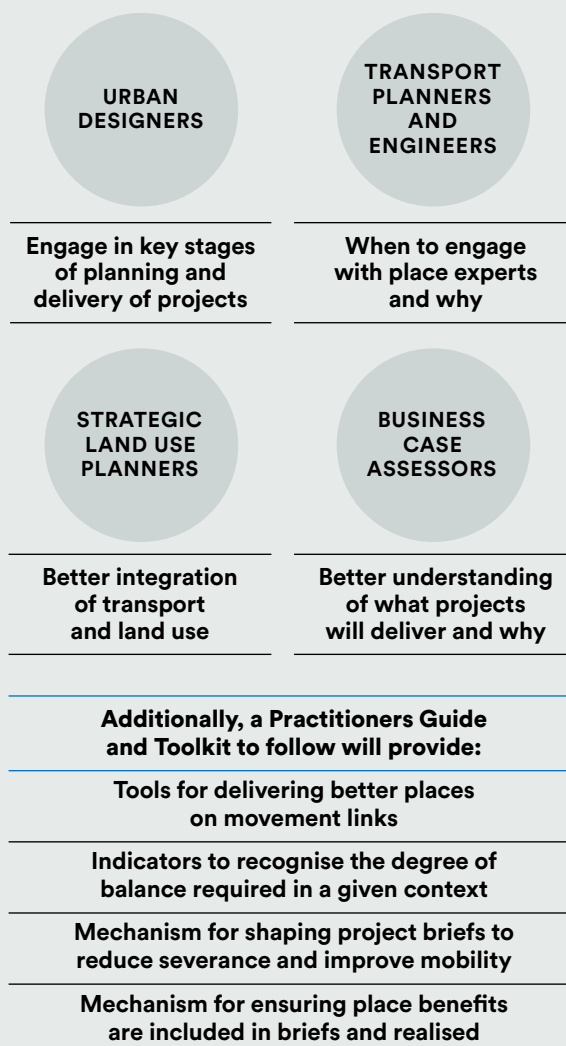 URBAN
DESIGNERS
Engage in key stages
of planning and
delivery of projects
TRANSPORT
PLANNERS
AND
ENGINEERS
When to engage
with place experts
and why
STRATEGIC
LAND USE
PLANNERS
Better integration
of transport
and land use
BUSINESS
CASE
ASSESSORS
Better understanding
of what projects
will deliver and why
Additionally, a Practitioners Guide
and Toolkit to follow will provide:
Tools for delivering better places
on movement links
Indicators to recognise the degree of
balance required in a given context
Mechanism for shaping project briefs to
reduce severance and improve mobility
Mechanism for ensuring place benefits
are included in briefs and realised